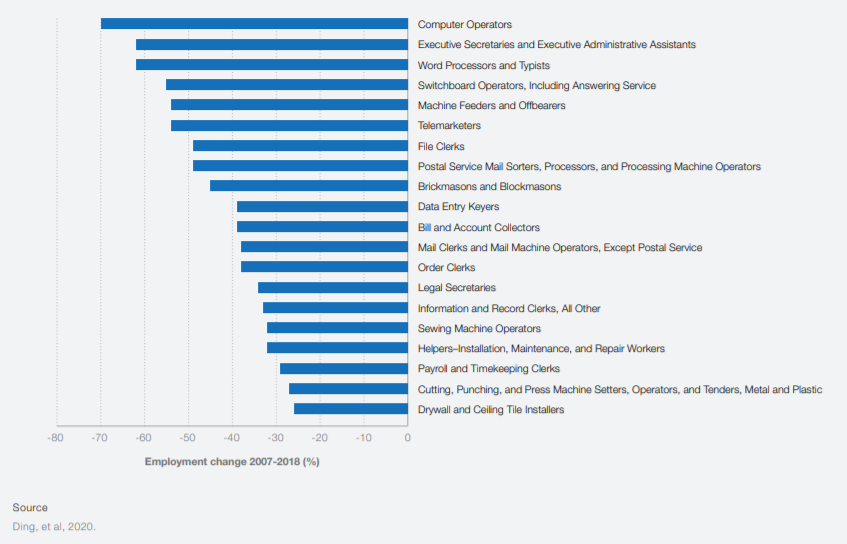 Computer Operators
Executive Secretaries and Executive Administrative Assistants
Word Processors and Typists
Switchboard Operators, Including Answering Service
Machine Feeders and Offbearers
Telemarketers
File Clerks
Postal Service Mail Sorters, Processors, and Processing Machine Operators
Brickmasons and Blockmasons
Data Entry Keyers
Bill and Account Collectors
Mail Clerks and Mail Machine Operators, Except Postal Service
Order Clerks
Legal Secretaries
Information and Record Clerks, All Other
Sewing Machine Operators
Helpers–Installation, Maintenance, and Repair Workers
Payroll and Timekeeping Clerks
Cutting, Punching, and Press Machine Setters, Operators, and Tenders, Metal and Plastic
Drywall and Ceiling Tile Installers
-80 -70 -60 -50 -40 -30 -20 -10 0
Employment change 2007-2018 (%)
Source
Ding, et al, 2020.